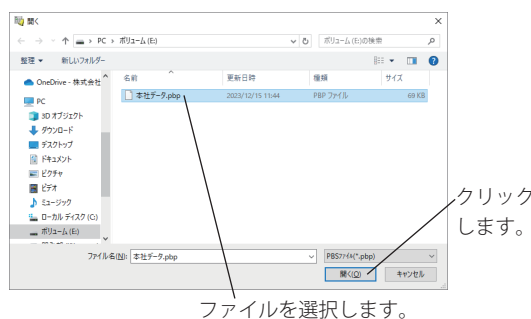 開く
PC › ボリューム (E:)
ボリューム (E:)の検索
整理 新しいフォルダー
名前 更新日時 種類 サイズ
OneDrive - 株式会社
本社データ.pbp 2023/12/15 11:44 PBP ファイル 69 KB
PC
3D オブジェクト
ダウンロード
デスクトップ
ドキュメント
ピクチャ
ビデオ
ミュージック
ローカル ディスク (C:)
ボリューム (E:)
クリック
します。
ファイル名(N): 本社データ.pbp PBSファイル(*.pbp)
開く(O) キャンセル
ファイルを選択します。